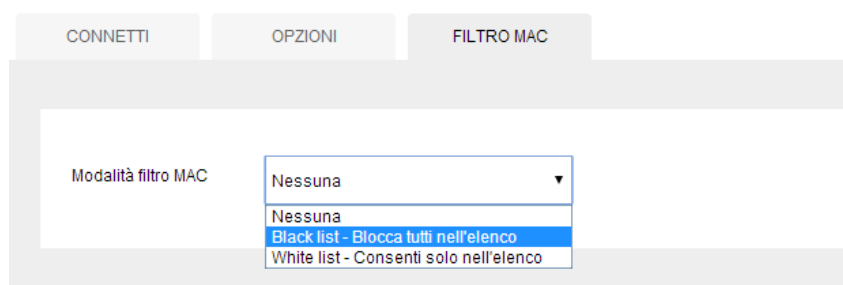 CONNETTI OPZIONI FILTRO MAC
Modalità filtro MAC Nessuna
Nessuna
Black list - Blocca tutti nell'elenco
White list - Consenti solo nell'elenco